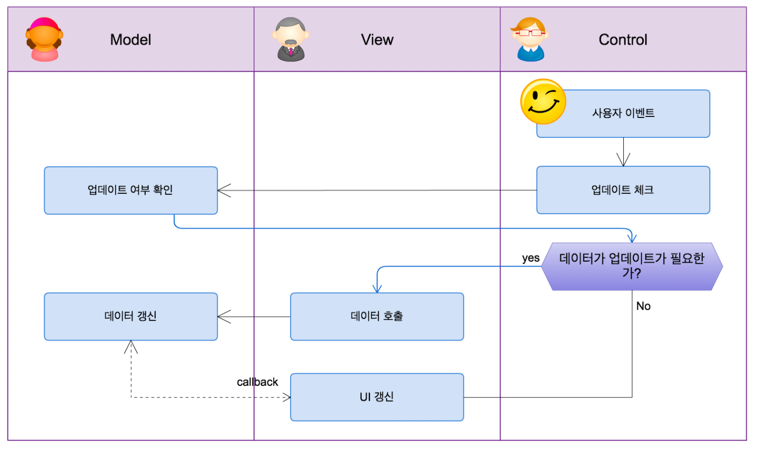 Model
View
Control
사용자 이벤트
업데이트 여부 확인
업데이트 체크
데이터가 업데이트가 필요한
가?
yes
No
데이터 갱신
데이터 호출
callback
UI 갱신